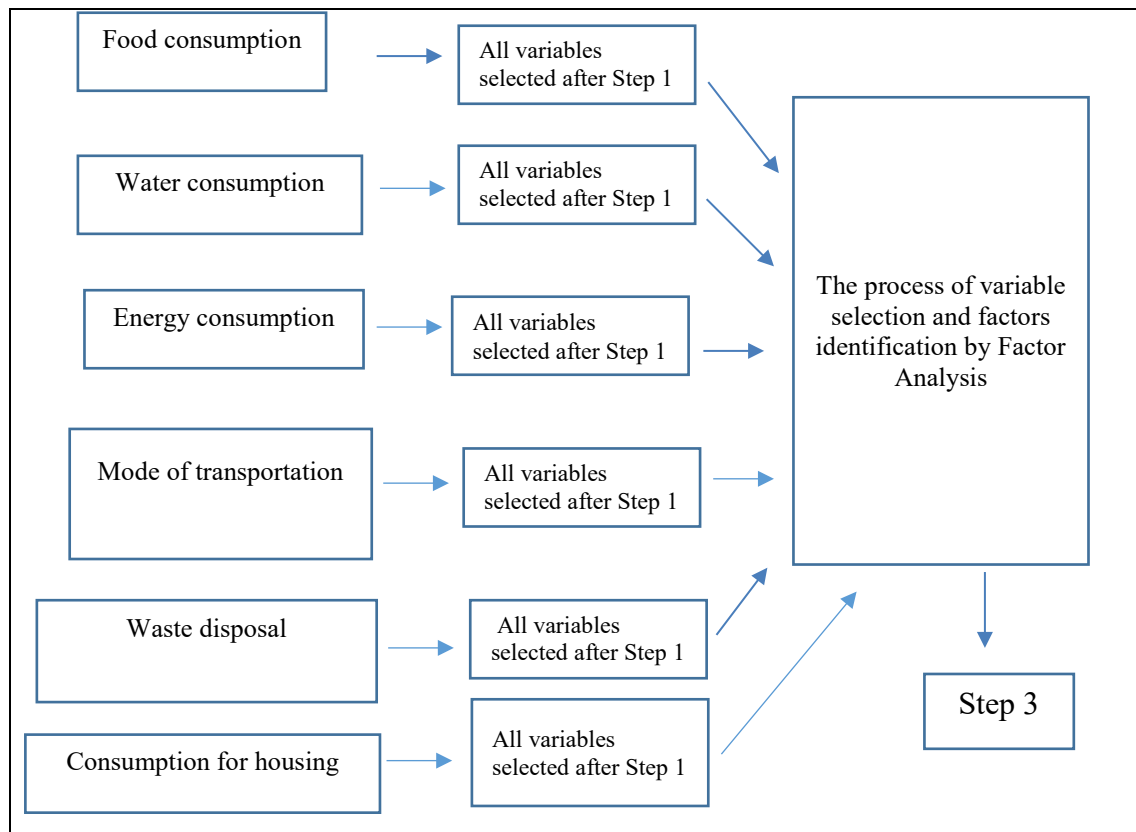 Food consumption
All variables
selected after Step 1
Water consumption
All variables
selected after Step 1
Energy consumption
All variables
selected after Step 1
Mode of transportation
All variables
selected after Step 1
Waste disposal
All variables
selected after Step 1
Consumption for housing
All variables
selected after Step 1
The process of variable
selection and factors
identification by Factor
Analysis
Step 3